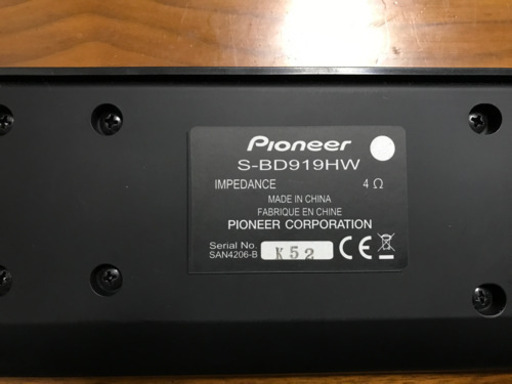 Pioneer
S-BD919HW
IMPEDANCE 4 Ω
MADE IN CHINA
FABRIQUE EN CHINE
PIONEER CORPORATION
Serial No. K52 CE
SAN4206-B